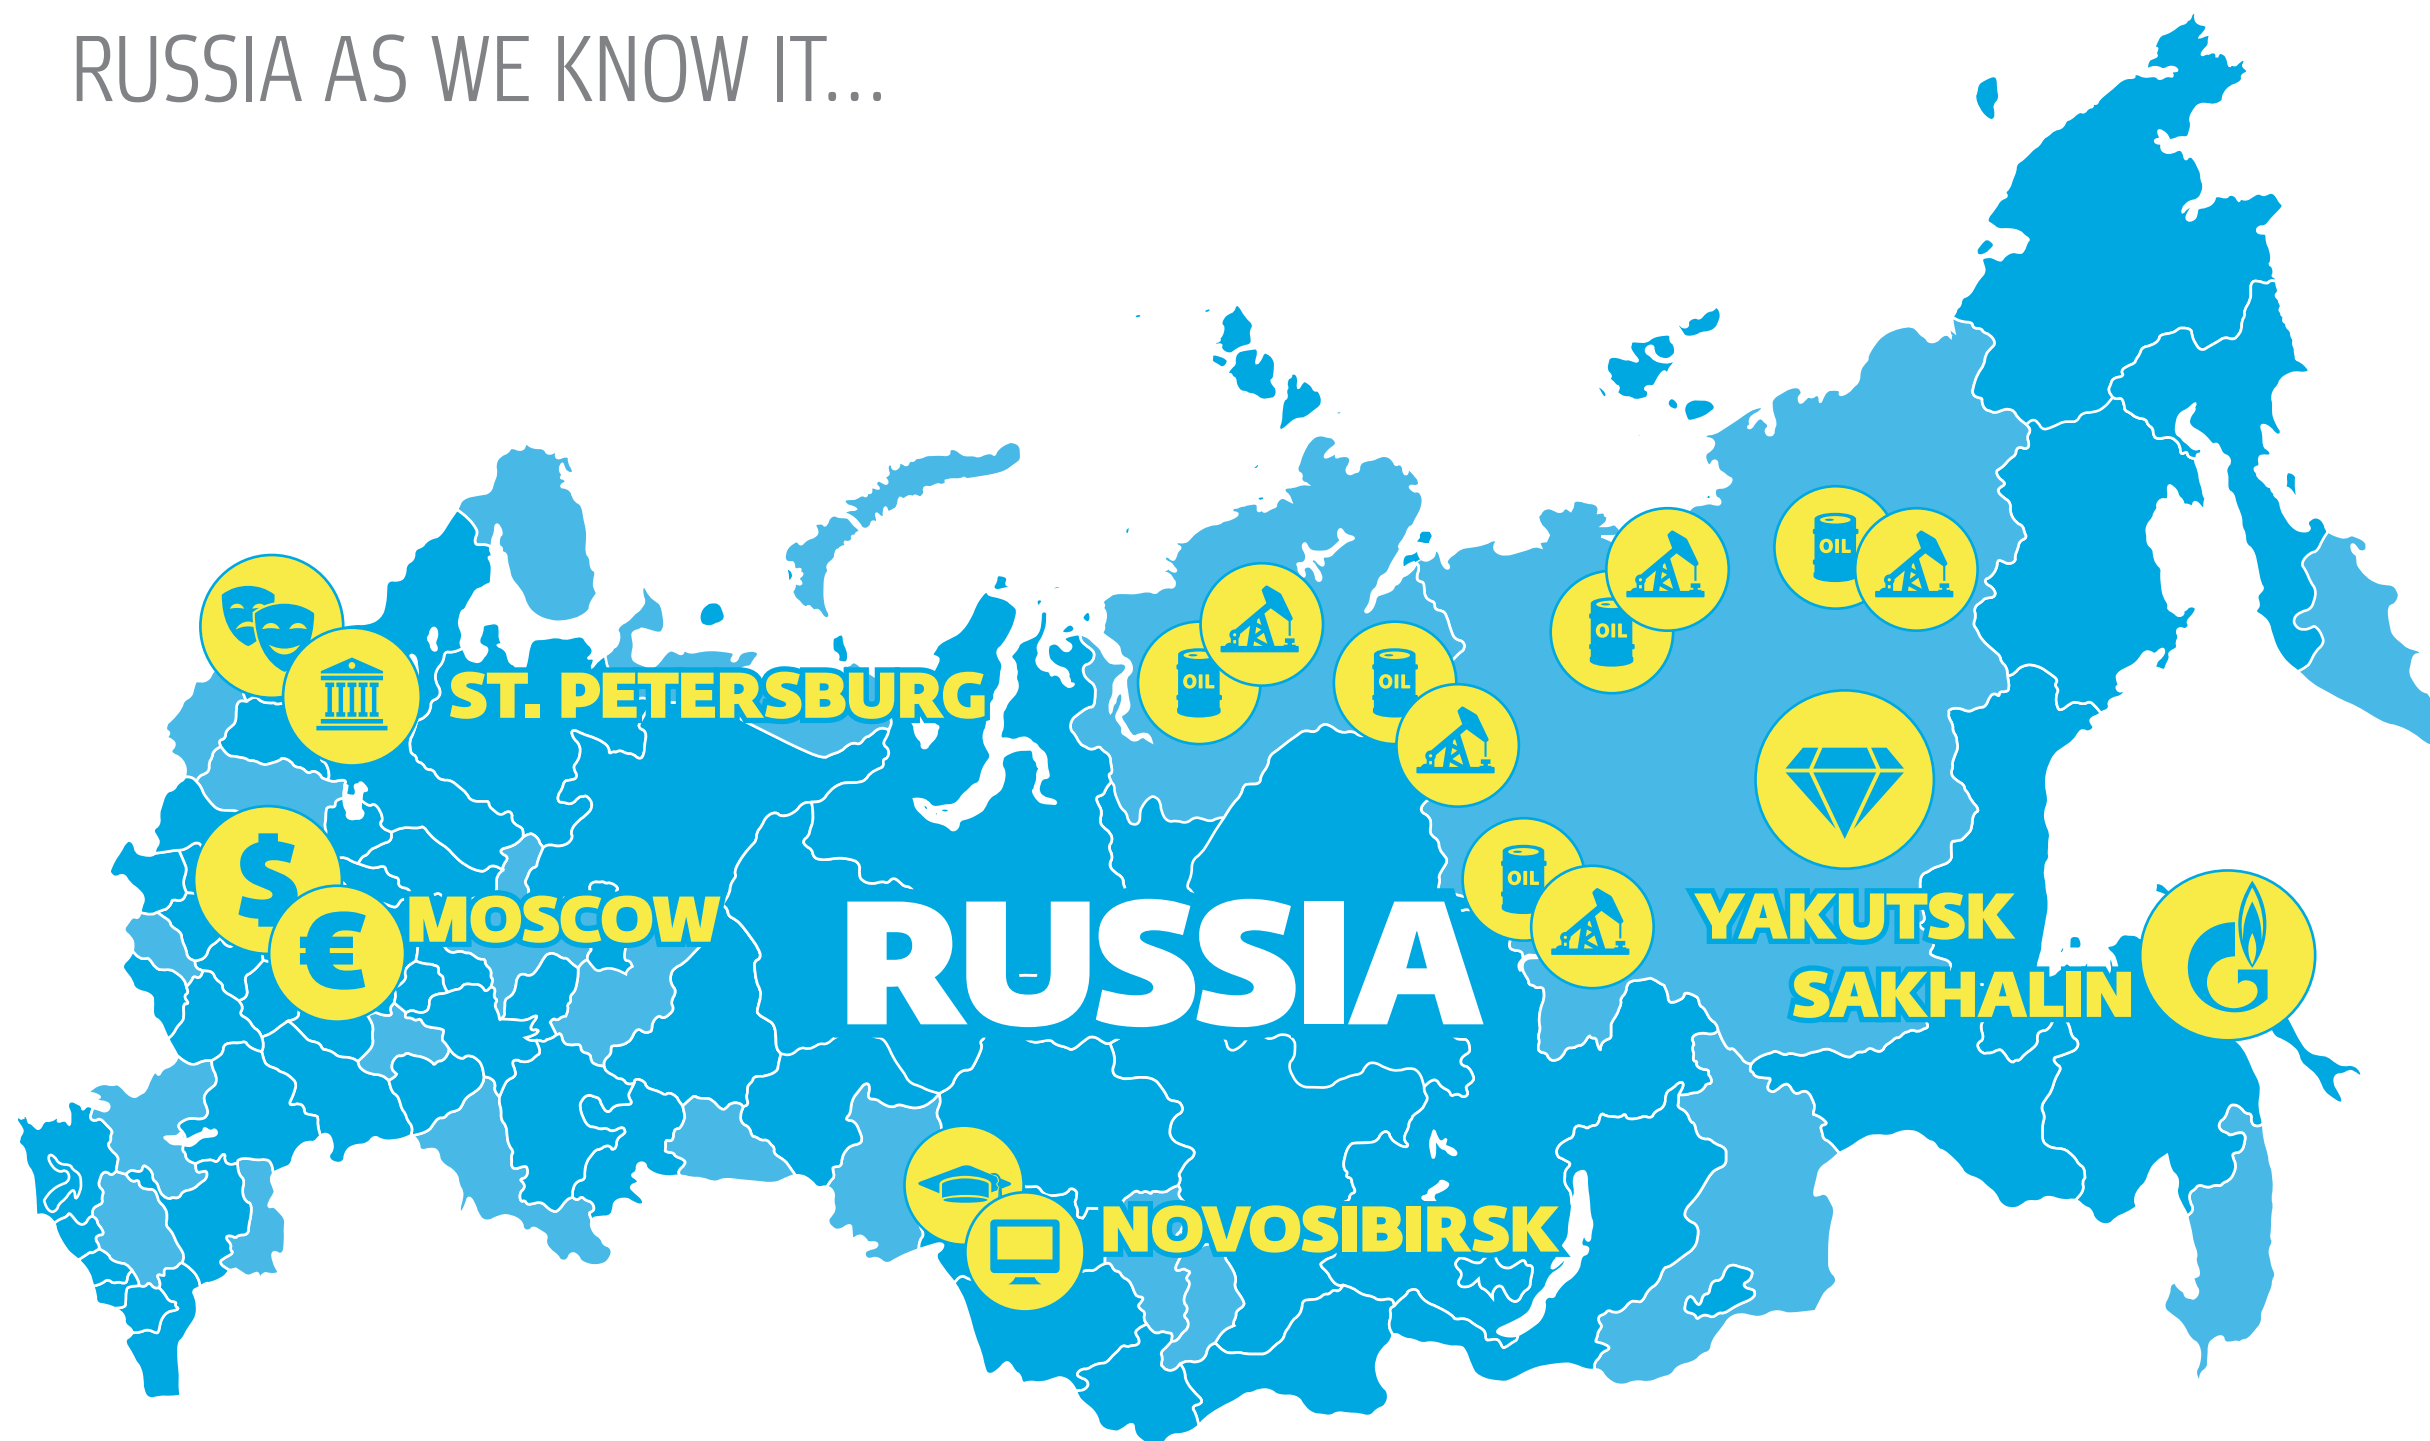 RUSSIA AS WE KNOW IT...
OIL
OIL
OIL
OIL
ST. PETERSBURG
OIL
$
€
MOSCOW
RUSSIA
YAKUTSK
SAKHALIN
NOVOSIBIRSK